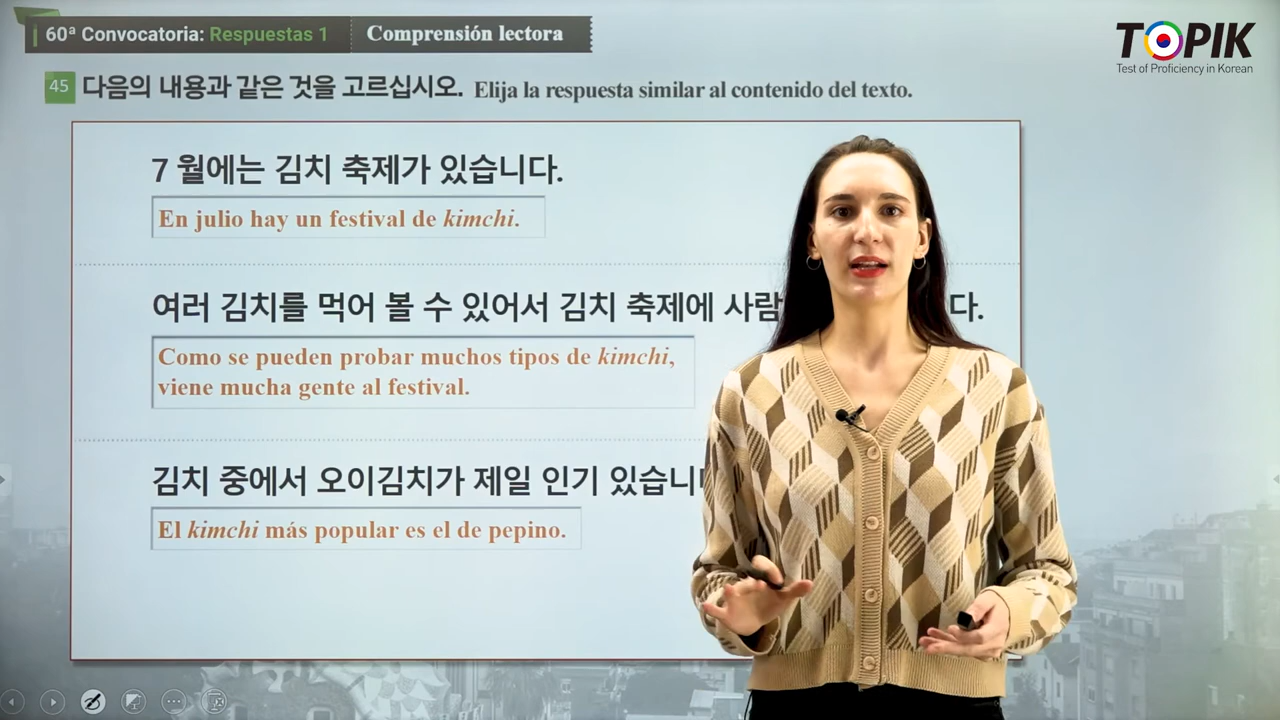 60ª Convocatoria: Respuestas 1 Comprensión lectora
TOPIK
Test of Proficiency in Korean
45 다음의 내용과 같은 것을 고르십시오. Elija la respuesta similar al contenido del texto.
7 월에는 김치 축제가 있습니다.
En julio hay un festival de kimchi.
여러 김치를 먹어 볼 수 있어서 김치 축제에 사람 다.
Como se pueden probar muchos tipos de kimchi,
viene mucha gente al festival.
김치 중에서 오이김치가 제일 인기 있습니
El kimchi más popular es el de pepino.